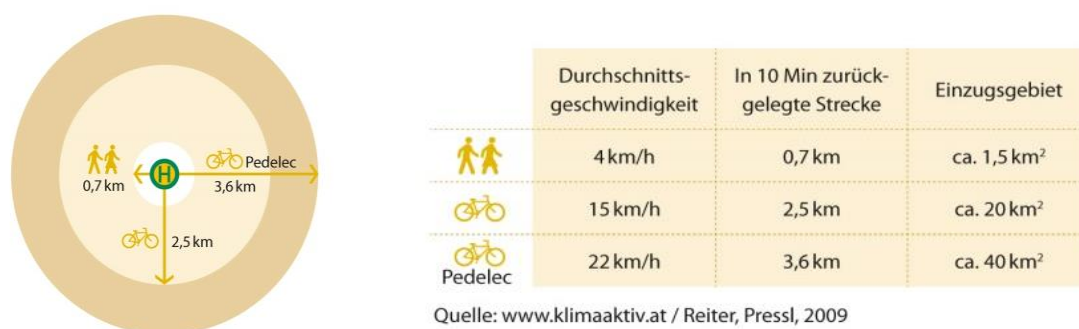 H
Pedelec
0,7 km
3,6 km
2,5 km
Durchschnitts-
geschwindigkeit
In 10 Min zurück-
gelegte Strecke
Einzugsgebiet
4 km/h
0,7 km
ca. 1,5 km²
15 km/h
2,5 km
ca. 20 km²
Pedelec
22 km/h
3,6 km
ca. 40 km²
Quelle: www.klimaaktiv.at / Reiter, Pressl, 2009